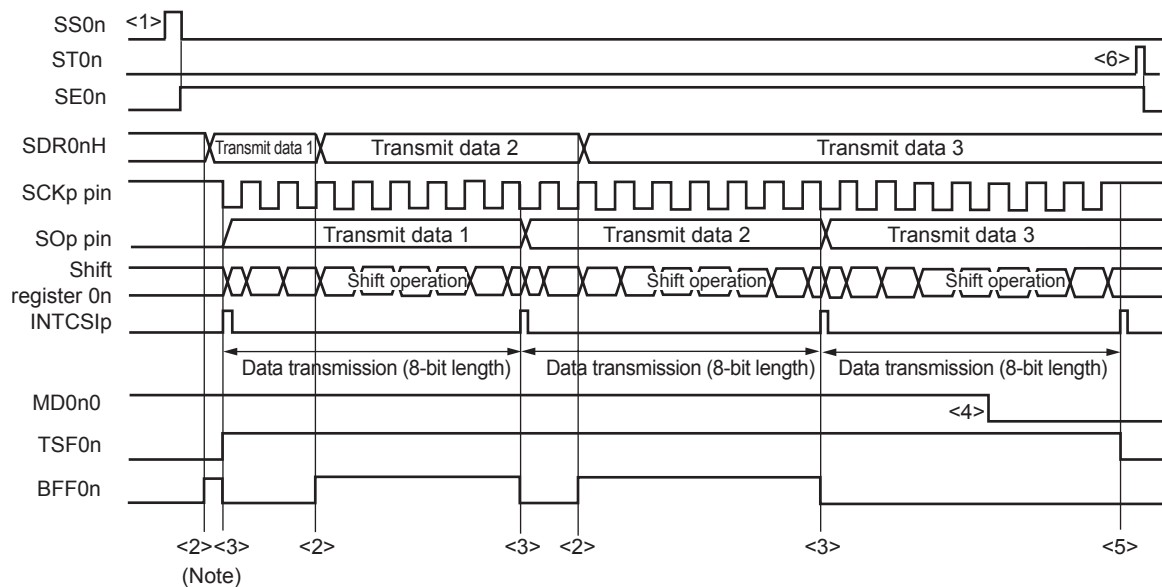 SS0n <1>
ST0n <6>
SE0n
SDR0nH Transmit data 1 Transmit data 2 Transmit data 3
SCKp pin
SOp pin Transmit data 1 Transmit data 2 Transmit data 3
Shift
register 0n Shift operation Shift operation Shift operation
INTCSIp
Data transmission (8-bit length) Data transmission (8-bit length) Data transmission (8-bit length)
MD0n0 <4>
TSF0n
BFF0n
<2> <3> <2> <3> <2> <3> <5>
(Note)